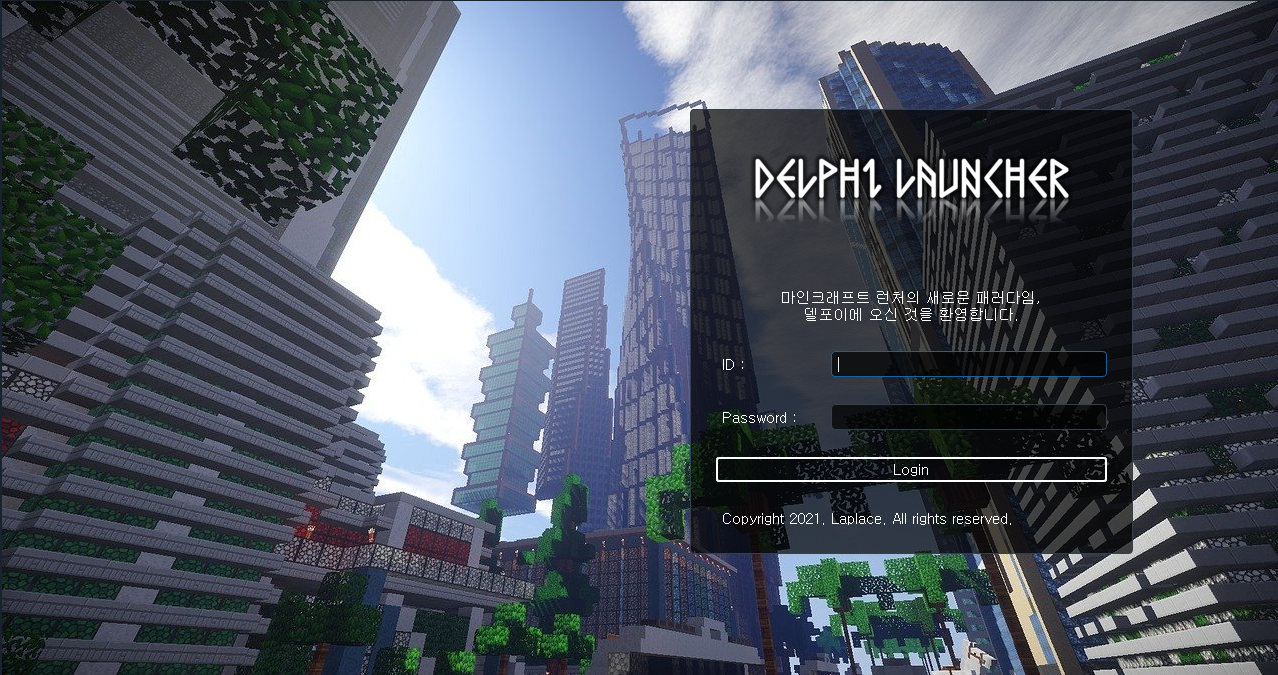 DELPHI LAUNCHER
마인크래프트 런처의 새로운 패러다임,
델포이에 오신 것을 환영합니다.
ID :
Password :
Login
Copyright 2021. Laplace. All rights reserved.